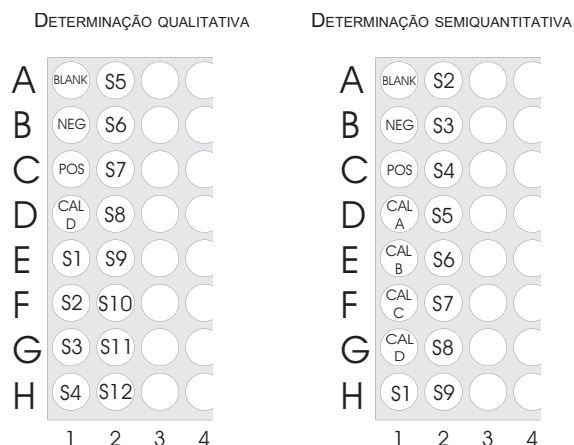 DETERMINAÇÃO QUALITATIVA
A BLANK S5
B NEG S6
C POS S7
D CAL D S8
E S1 S9
F S2 S10
G S3 S11
H S4 S12
1 2 3 4
DETERMINAÇÃO SEMIQUANTITATIVA
A BLANK S2
B NEG S3
C POS S4
D CAL A S5
E CAL B S6
F CAL C S7
G CAL D S8
H S1 S9
1 2 3 4